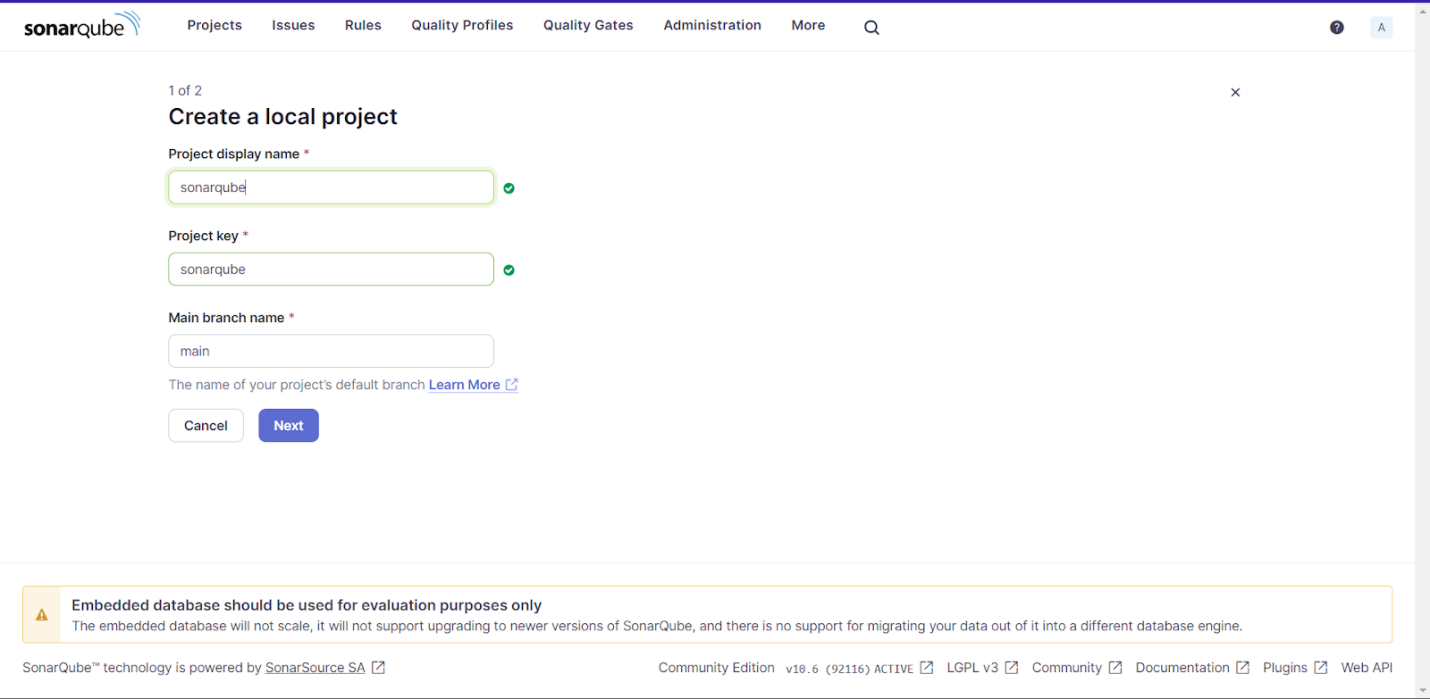 sonarqube Projects Issues Rules Quality Profiles Quality Gates Administration More ? A
1 of 2
Create a local project
Project display name *
sonarqube
Project key *
sonarqube
Main branch name *
main
The name of your project's default branch Learn More
Cancel Next
Embedded database should be used for evaluation purposes only
The embedded database will not scale, it will not support upgrading to newer versions of SonarQube, and there is no support for migrating your data out of it into a different database engine.
SonarQube™ technology is powered by SonarSource SA Community Edition v10.6 (92116) ACTIVE LGPL v3 Community Documentation Plugins Web API